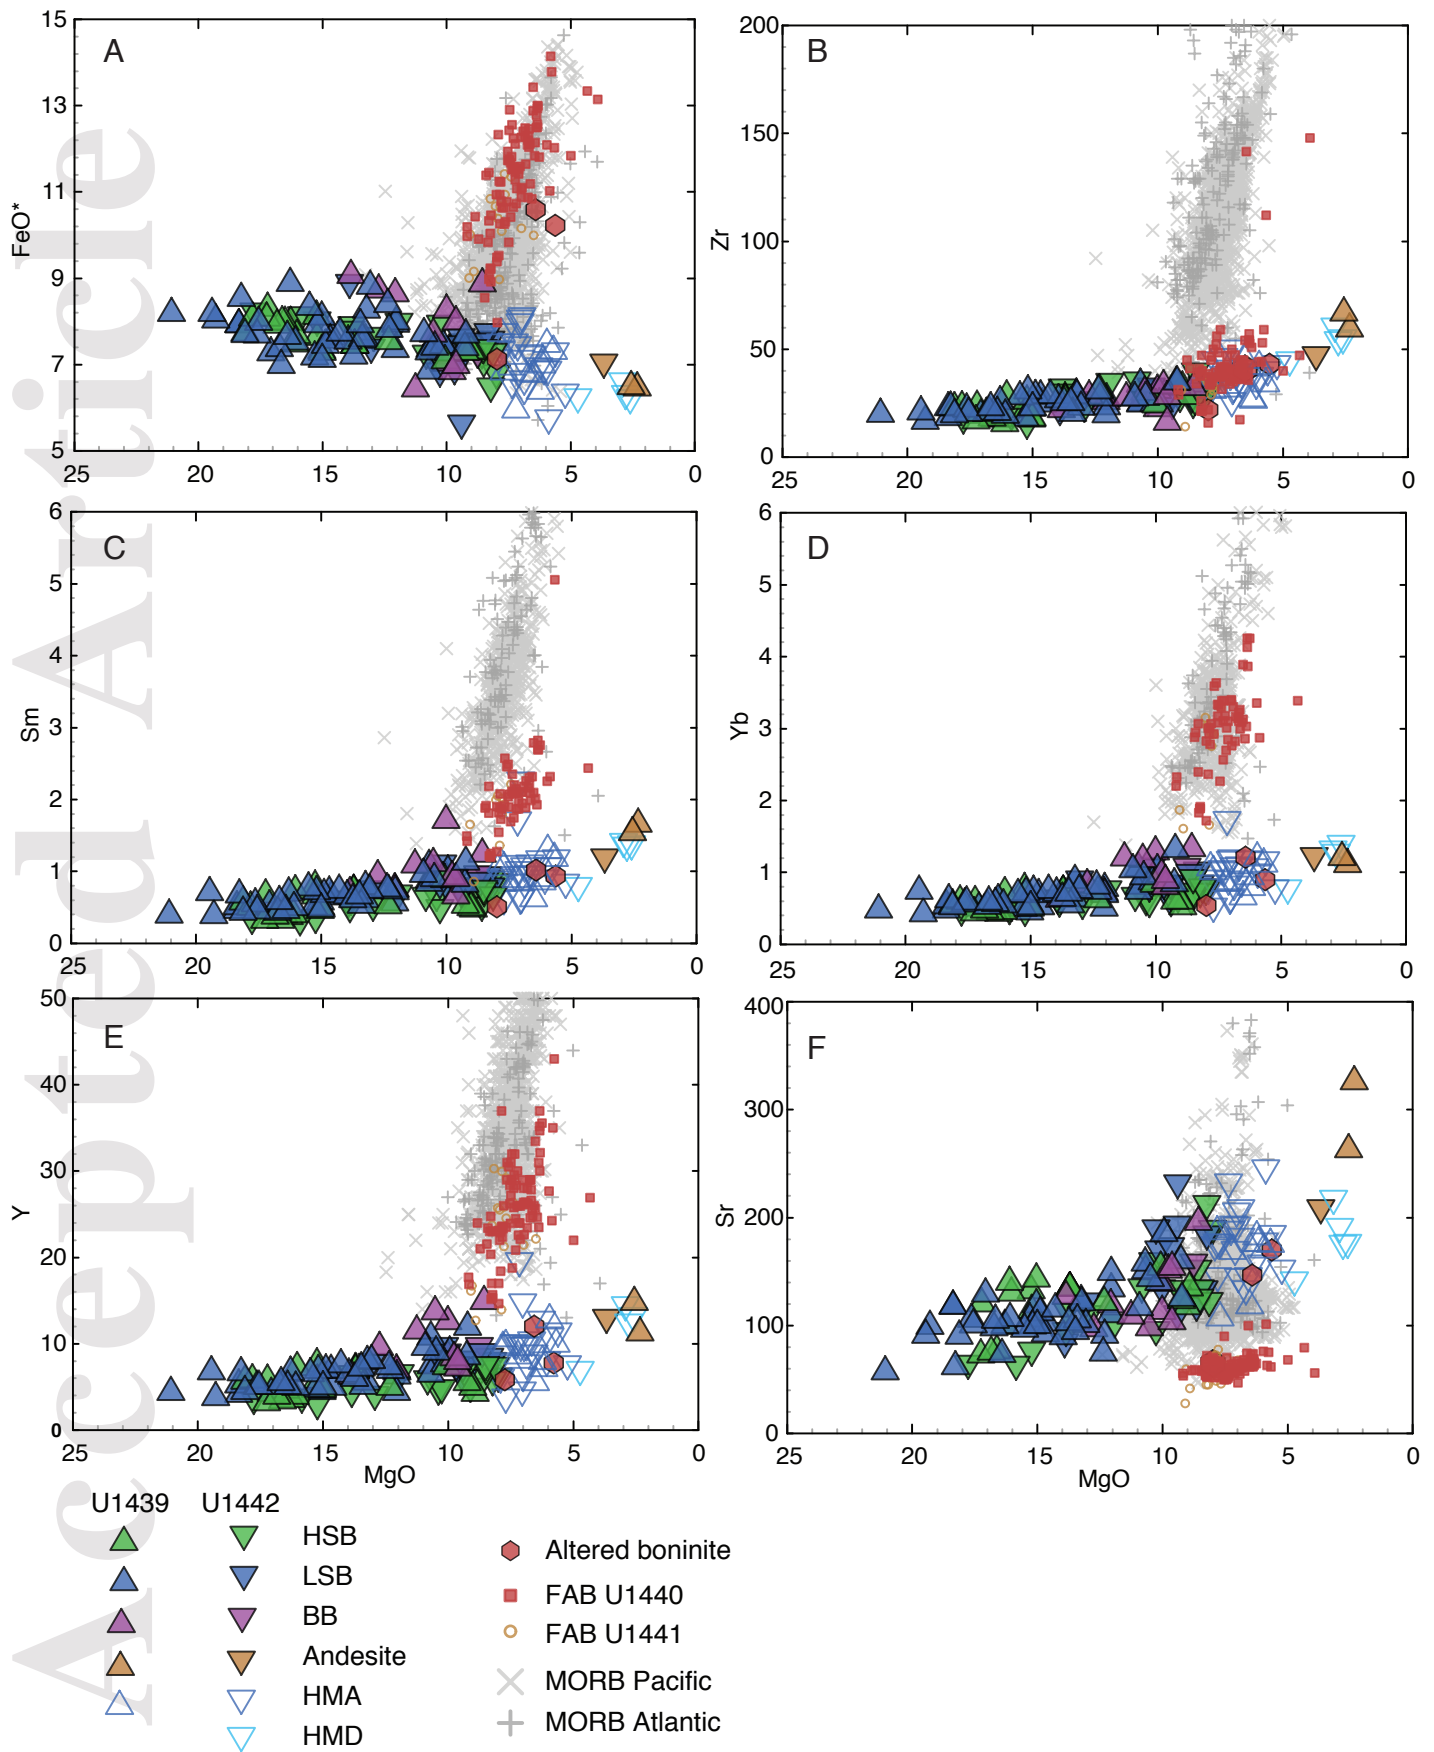 Accepted Article
15
13
11
9
7
5
FeO*
A
25
20
15
10
5
0
200
150
100
50
0
Zr
B
25
20
15
10
5
0
6
5
4
3
2
1
0
Sm
C
25
20
15
10
5
0
6
5
4
3
2
1
0
Yb
D
25
20
15
10
5
0
50
40
30
20
10
0
Y
E
25
20
15
10
5
0
MgO
400
300
200
100
0
Sr
F
25
20
15
10
5
0
MgO
U1439 U1442
HSB
LSB
BB
Andesite
HMA
HMD
Altered boninite
FAB U1440
FAB U1441
MORB Pacific
MORB Atlantic